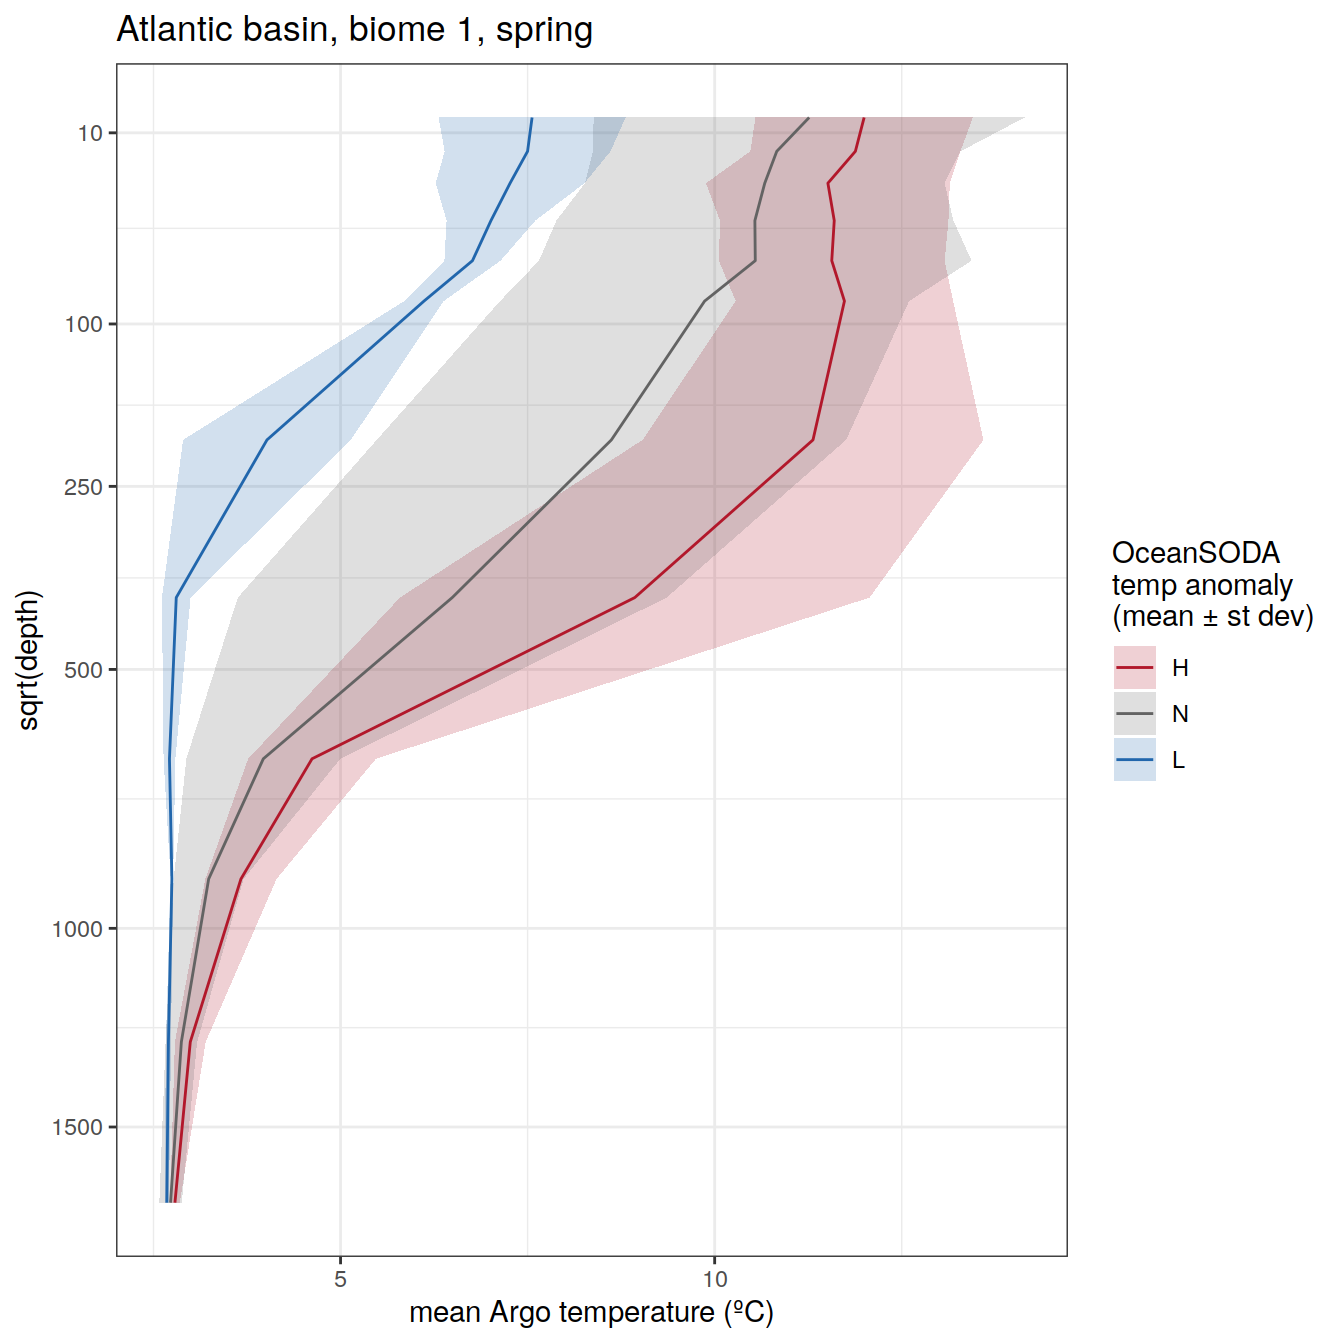 Atlantic basin, biome 1, spring
10
100
250
500
1000
1500
sqrt(depth)
5
10
mean Argo temperature (ºC)
OceanSODA
temp anomaly
(mean ± st dev)
H
N
L